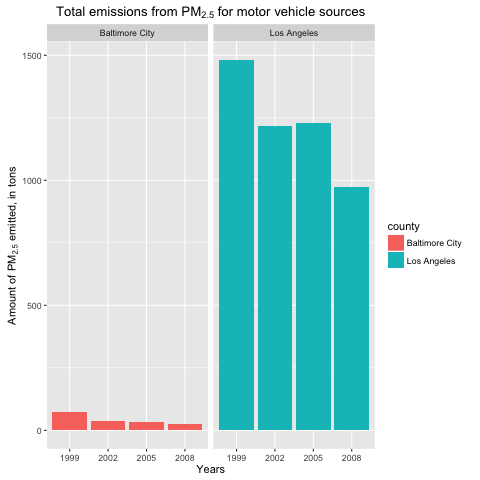 Total emissions from PM2.5 for motor vehicle sources
Baltimore City
Los Angeles
1500
1000
500
0
Amount of PM2.5 emitted, in tons
1999 2002 2005 2008
1999 2002 2005 2008
Years
county
Baltimore City
Los Angeles